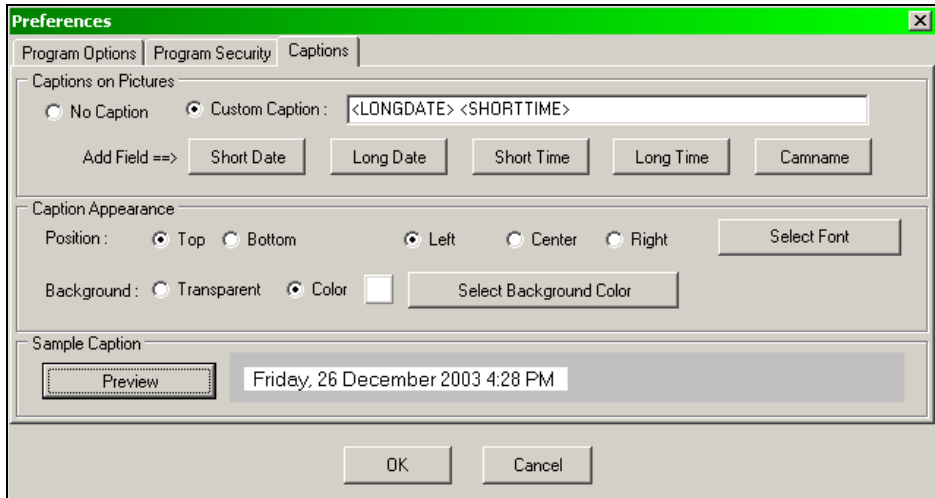 Preferences
Program Options Program Security Captions
Captions on Pictures
No Caption Custom Caption : <LONGDATE> <SHORTTIME>
Add Field ==> Short Date Long Date Short Time Long Time Camname
Caption Appearance
Position : Top Bottom Left Center Right Select Font
Background : Transparent Color Select Background Color
Sample Caption
Preview Friday, 26 December 2003 4:28 PM
OK Cancel